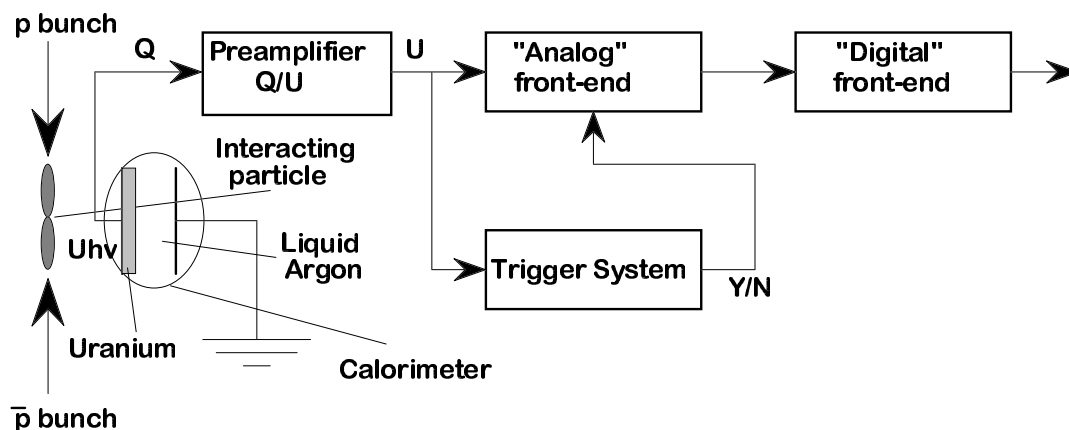 p bunch
Q
Preamplifier
Q/U
U
"Analog"
front-end
"Digital"
front-end
Interacting
particle
Uhv
Liquid
Argon
Trigger System
Y/N
Uranium
Calorimeter
p̅ bunch